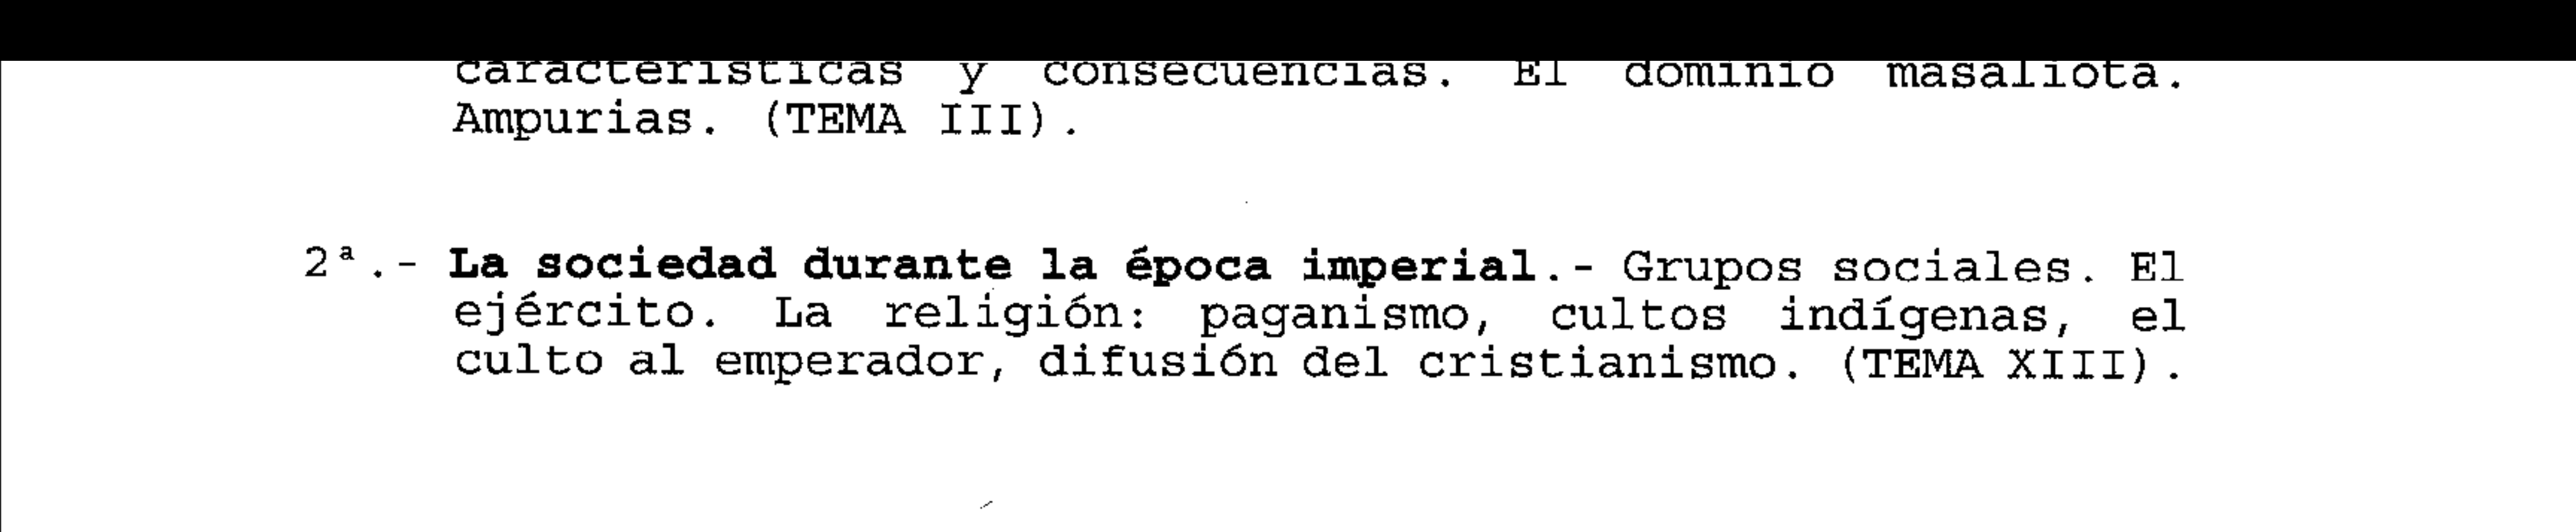 características y consecuencias. El dominio masaliota.
Ampurias. (TEMA III).
2ª.- La sociedad durante la época imperial.- Grupos sociales. El
ejército. La religión: paganismo, cultos indígenas, el
culto al emperador, difusión del cristianismo. (TEMA XIII).